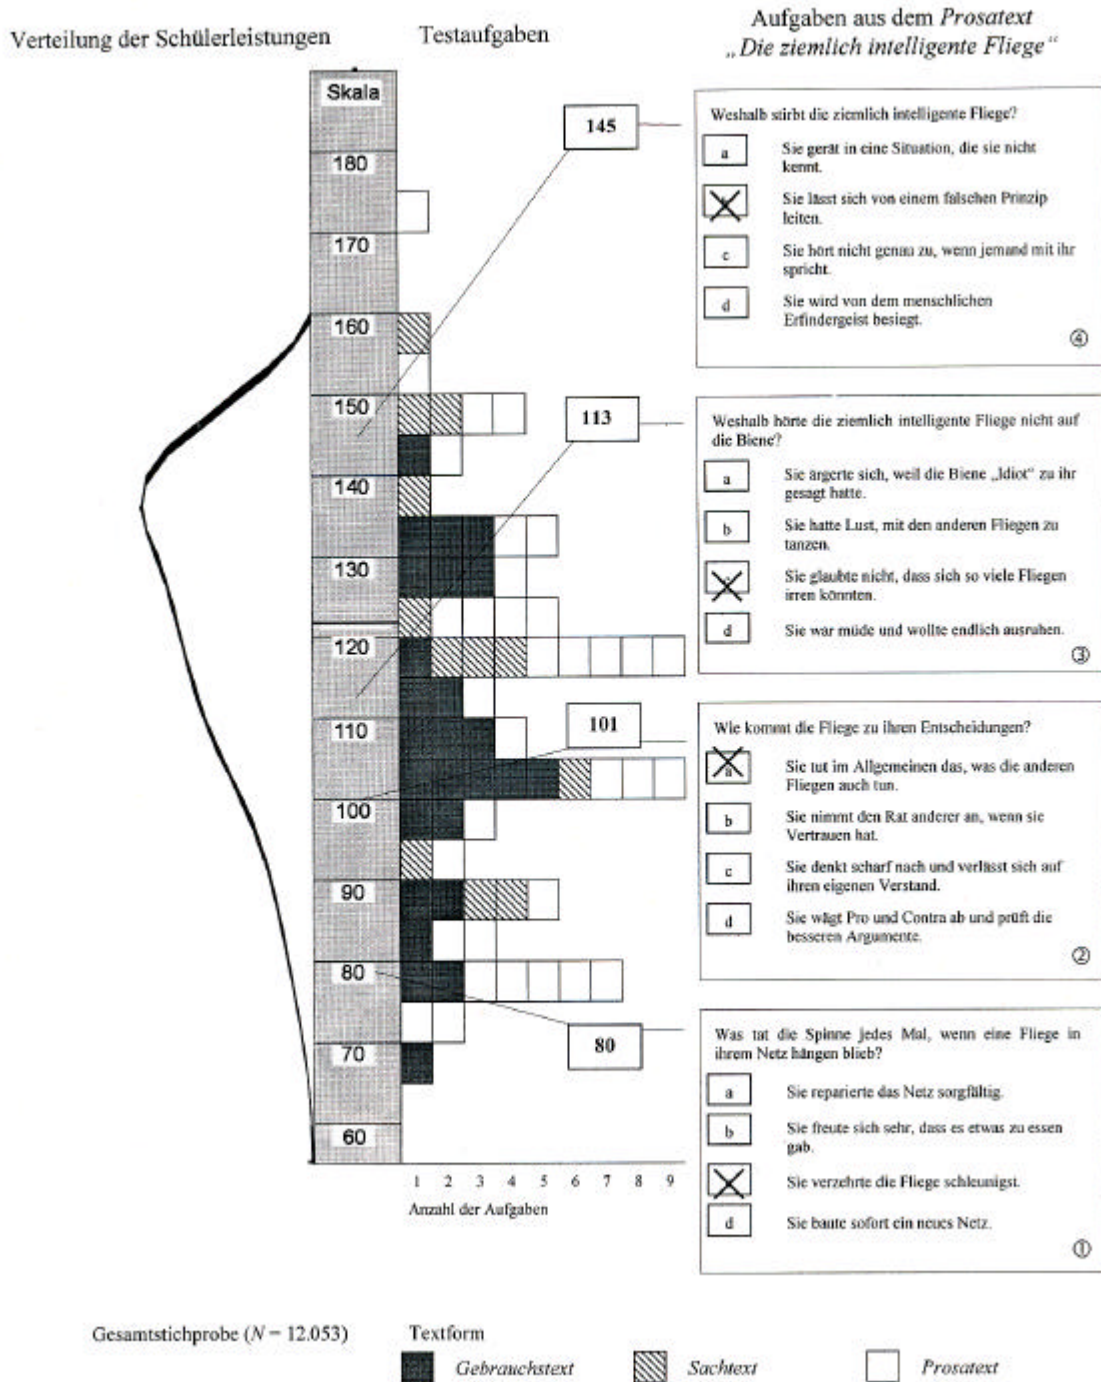 Verteilung der Schülerleistungen
Testaufgaben
Aufgaben aus dem Prosatext
„Die ziemlich intelligente Fliege“
Skala
180
170
160
150
140
130
120
110
100
90
80
70
60
1 2 3 4 5 6 7 8 9
Anzahl der Aufgaben
145
113
101
80
Weshalb stirbt die ziemlich intelligente Fliege?
a
Sie gerät in eine Situation, die sie nicht
kennt.
Sie lässt sich von einem falschen Prinzip
leiten.
c
Sie hört nicht genau zu, wenn jemand mit ihr
spricht.
d
Sie wird von dem menschlichen
Erfindergeist besiegt.
④
Weshalb hörte die ziemlich intelligente Fliege nicht auf
die Biene?
a
Sie ärgerte sich, weil die Biene „Idiot“ zu ihr
gesagt hatte.
b
Sie hatte Lust, mit den anderen Fliegen zu
tanzen.
Sie glaubte nicht, dass sich so viele Fliegen
irren könnten.
d
Sie war müde und wollte endlich ausruhen.
③
Wie kommt die Fliege zu ihren Entscheidungen?
a
Sie tut im Allgemeinen das, was die anderen
Fliegen auch tun.
b
Sie nimmt den Rat anderer an, wenn sie
Vertrauen hat.
c
Sie denkt scharf nach und verlässt sich auf
ihren eigenen Verstand.
d
Sie wägt Pro und Contra ab und prüft die
besseren Argumente.
②
Was tat die Spinne jedes Mal, wenn eine Fliege in
ihrem Netz hängen blieb?
a
Sie reparierte das Netz sorgfältig.
b
Sie freute sich sehr, dass es etwas zu essen
gab.
Sie verzehrte die Fliege schleunigst.
d
Sie baute sofort ein neues Netz.
①
Gesamtstichprobe (N = 12.053)
Textform
Gebrauchstext
Sachtext
Prosatext